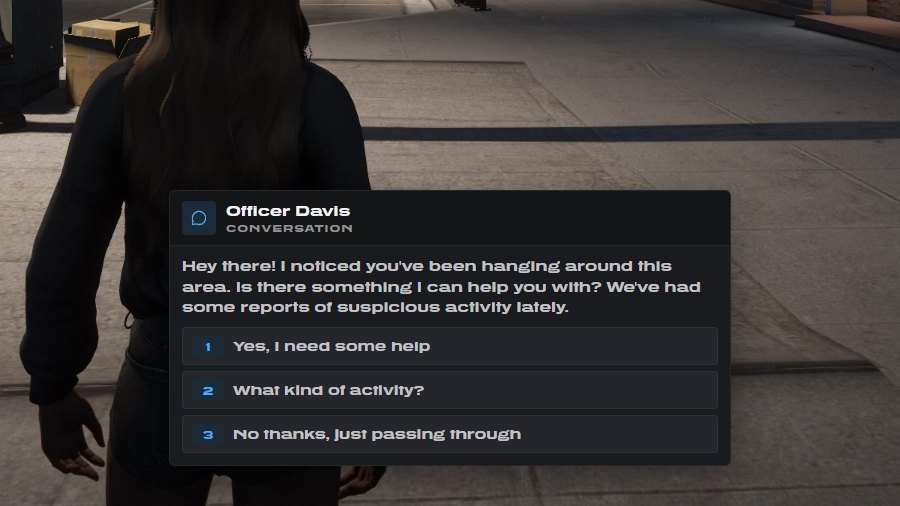 Officer Davis
CONVERSATION
Hey there! I noticed you've been hanging around this
area. Is there something I can help you with? We've had
some reports of suspicious activity lately.
1 Yes, I need some help
2 What kind of activity?
3 No thanks, just passing through